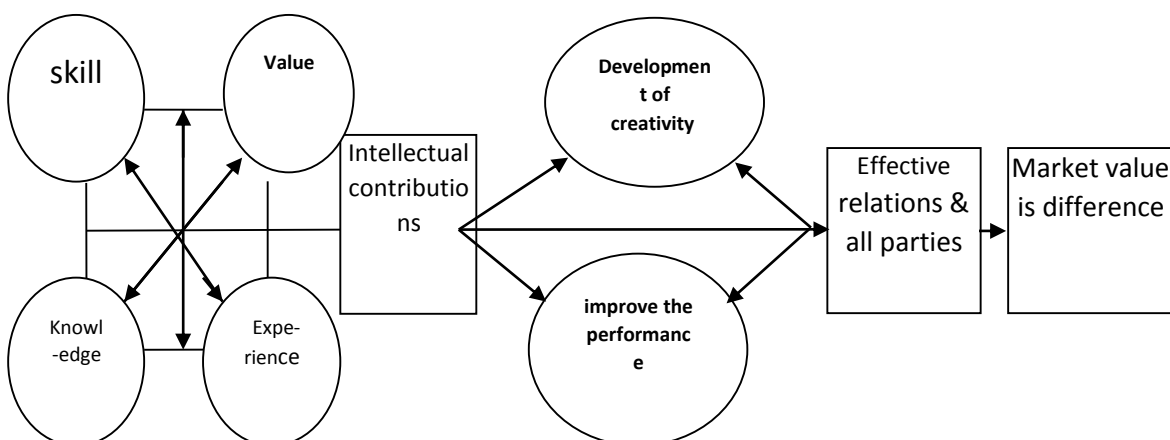 skill
Value
Knowl
-edge
Expe-
rience
Intellectual
contributio
ns
Developmen
t of
creativity
improve the
performanc
e
Effective
relations &
all parties
Market value
is difference